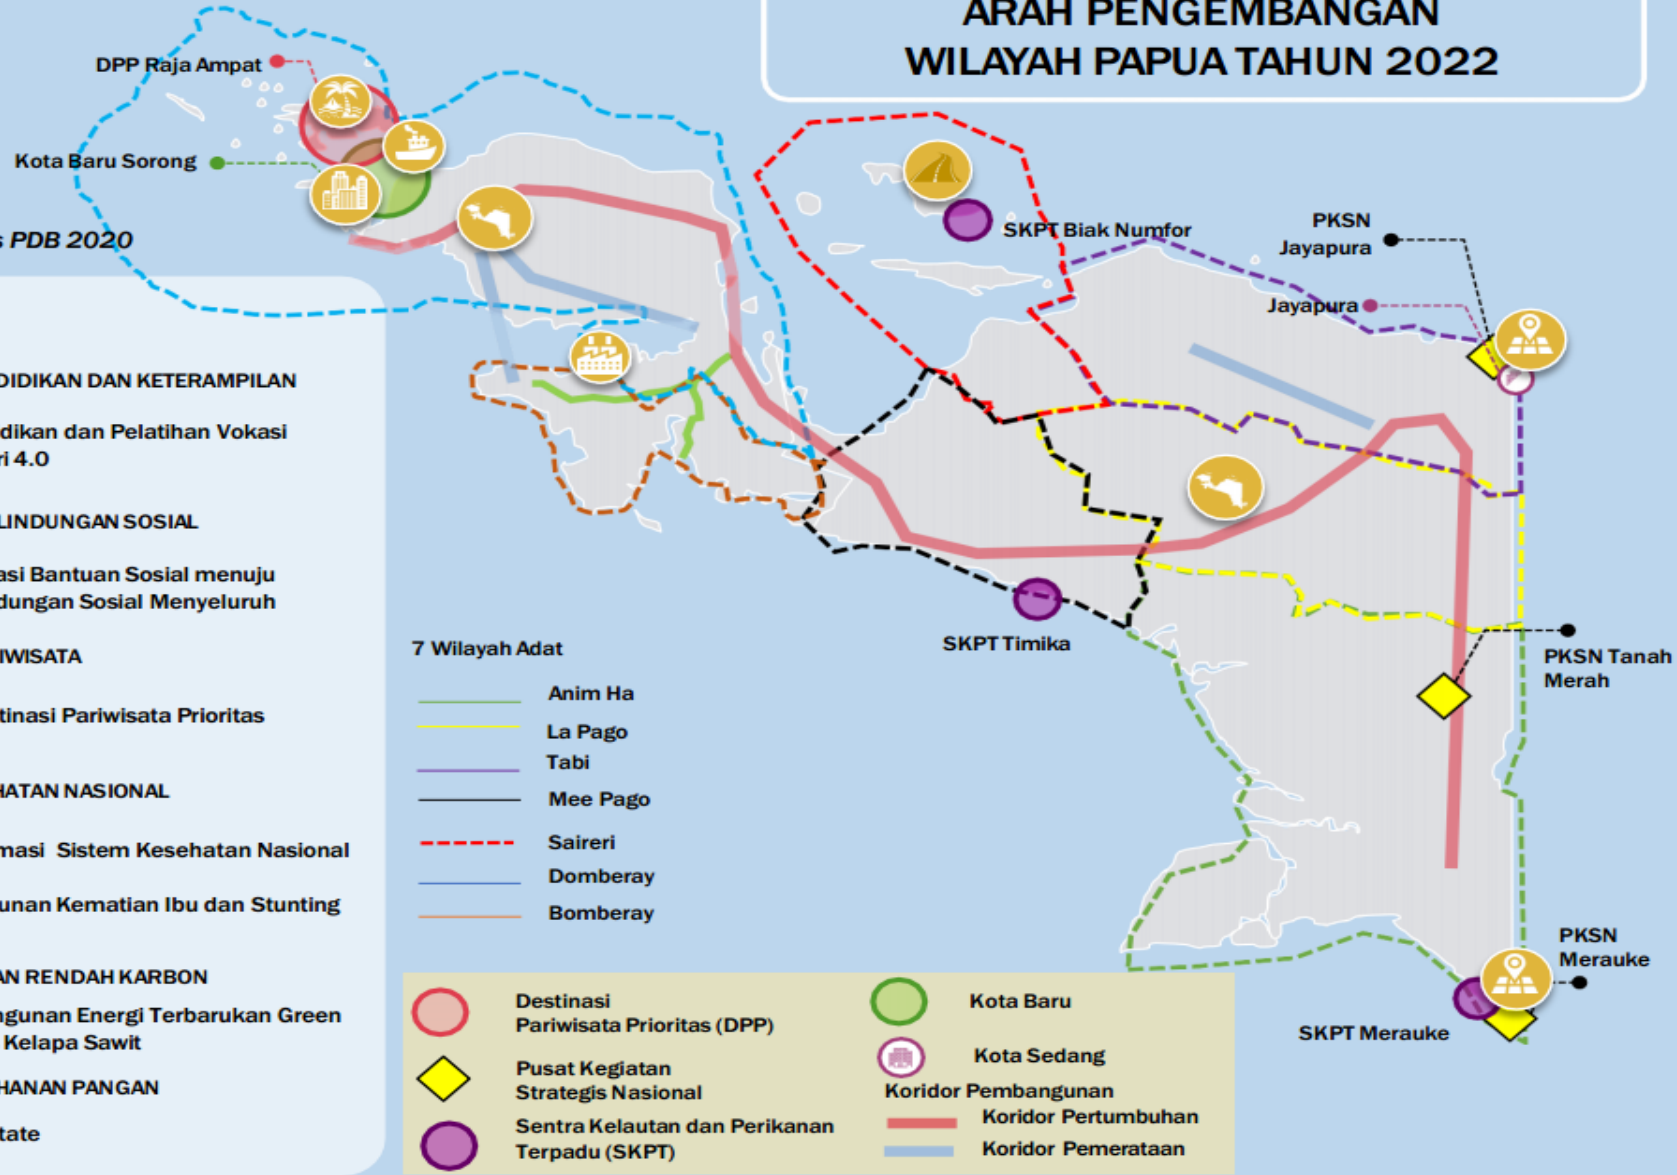 ARAH PENGEMBANGAN
WILAYAH PAPUA TAHUN 2022
DPP Raja Ampat
Kota Baru Sorong
PDB 2020
SKPT Biak Numfor
PKSN
Jayapura
Jayapura
SKPT Timika
PKSN Tanah
Merah
PKSN
Merauke
SKPT Merauke
DIDIKAN DAN KETERAMPILAN
dikan dan Pelatihan Vokasi
ri 4.0
LINDUNGAN SOSIAL
asi Bantuan Sosial menuju
dungan Sosial Menyeluruh
IWISATA
tinasi Pariwisata Prioritas
HATAN NASIONAL
masi Sistem Kesehatan Nasional
unan Kematian Ibu dan Stunting
AN RENDAH KARBON
ngunan Energi Terbarukan Green
Kelapa Sawit
HANAN PANGAN
tate
7 Wilayah Adat
Anim Ha
La Pago
Tabi
Mee Pago
Saireri
Domberay
Bomberay
Destinasi
Pariwisata Prioritas (DPP)
Pusat Kegiatan
Strategis Nasional
Sentra Kelautan dan Perikanan
Terpadu (SKPT)
Kota Baru
Kota Sedang
Koridor Pembangunan
Koridor Pertumbuhan
Koridor Pemerataan